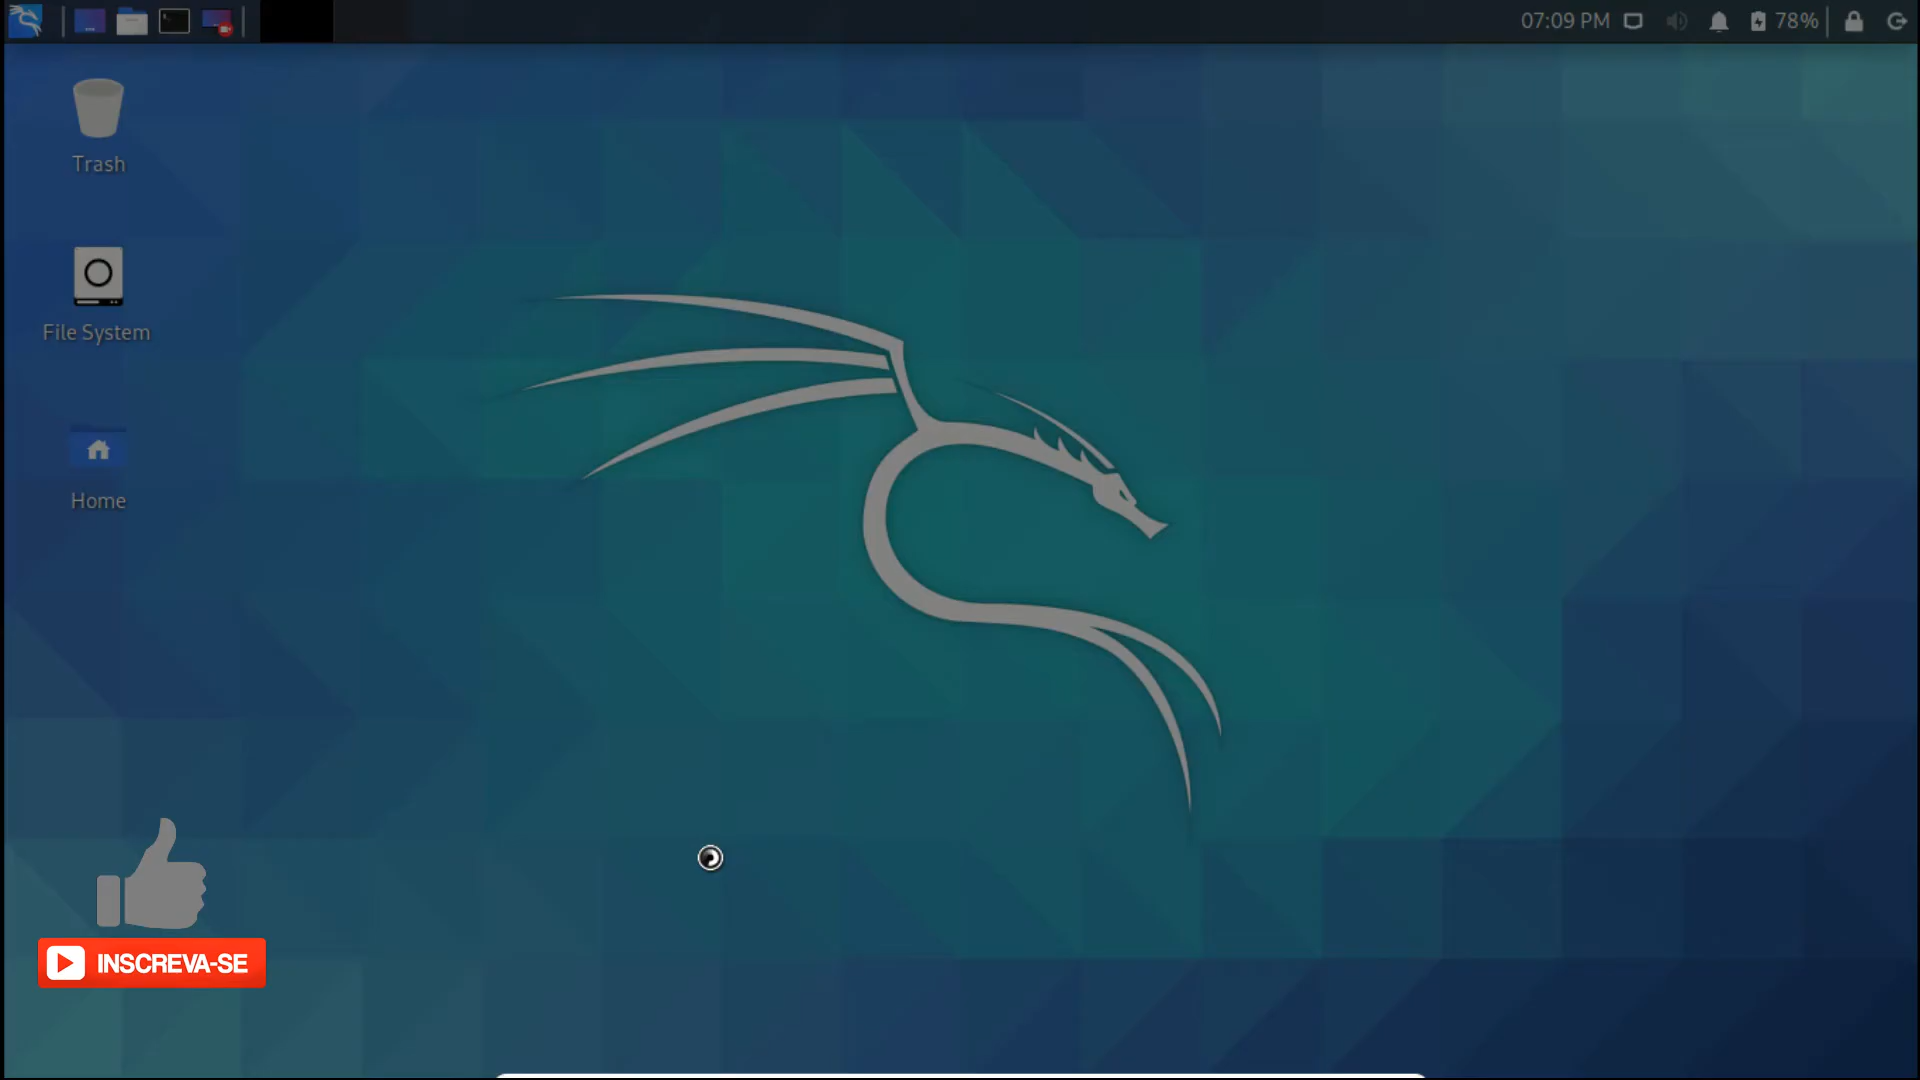 07:09 PM 78%
Trash
File System
Home
INSCREVA-SE